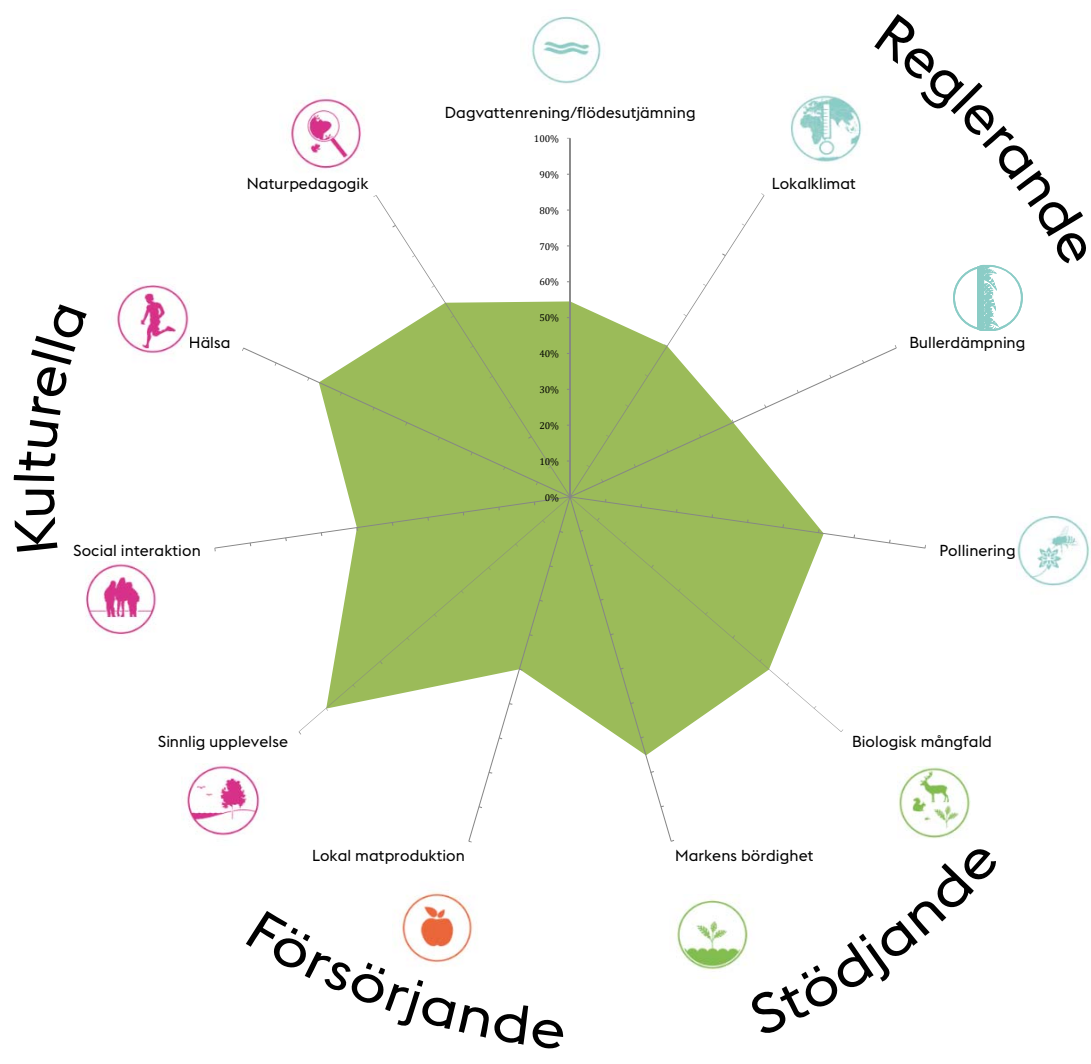 Reglerande
Dagvattenrening/flödesutjämning
100%
90%
80%
70%
60%
50%
40%
30%
20%
10%
0%
Lokalklimat
Bullerdämpning
Pollinering
Biologisk mångfald
Markens bördighet
Stödjande
Lokal matproduktion
Försörjande
Sinnlig upplevelse
Social interaktion
Hälsa
Naturpedagogik
Kulturella